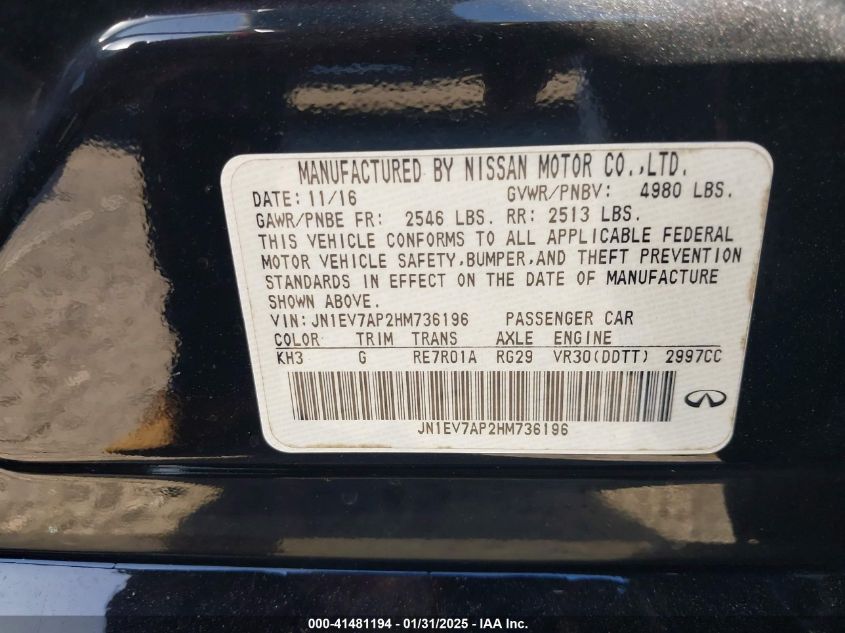 MANUFACTURED BY NISSAN MOTOR CO.,LTD.
DATE: 11/16 GVWR/PNBV: 4980 LBS.
GAWR/PNBE FR: 2546 LBS. RR: 2513 LBS.
THIS VEHICLE CONFORMS TO ALL APPLICABLE FEDERAL
MOTOR VEHICLE SAFETY,BUMPER,AND THEFT PREVENTION
STANDARDS IN EFFECT ON THE DATE OF MANUFACTURE
SHOWN ABOVE.
VIN:JN1EV7AP2HM736196 PASSENGER CAR
COLOR TRIM TRANS AXLE ENGINE
KH3 G RE7R01A RG29 VR30(DDTT) 2997CC
JN1EV7AP2HM736196
000-41481194 - 01/31/2025 - IAA Inc.